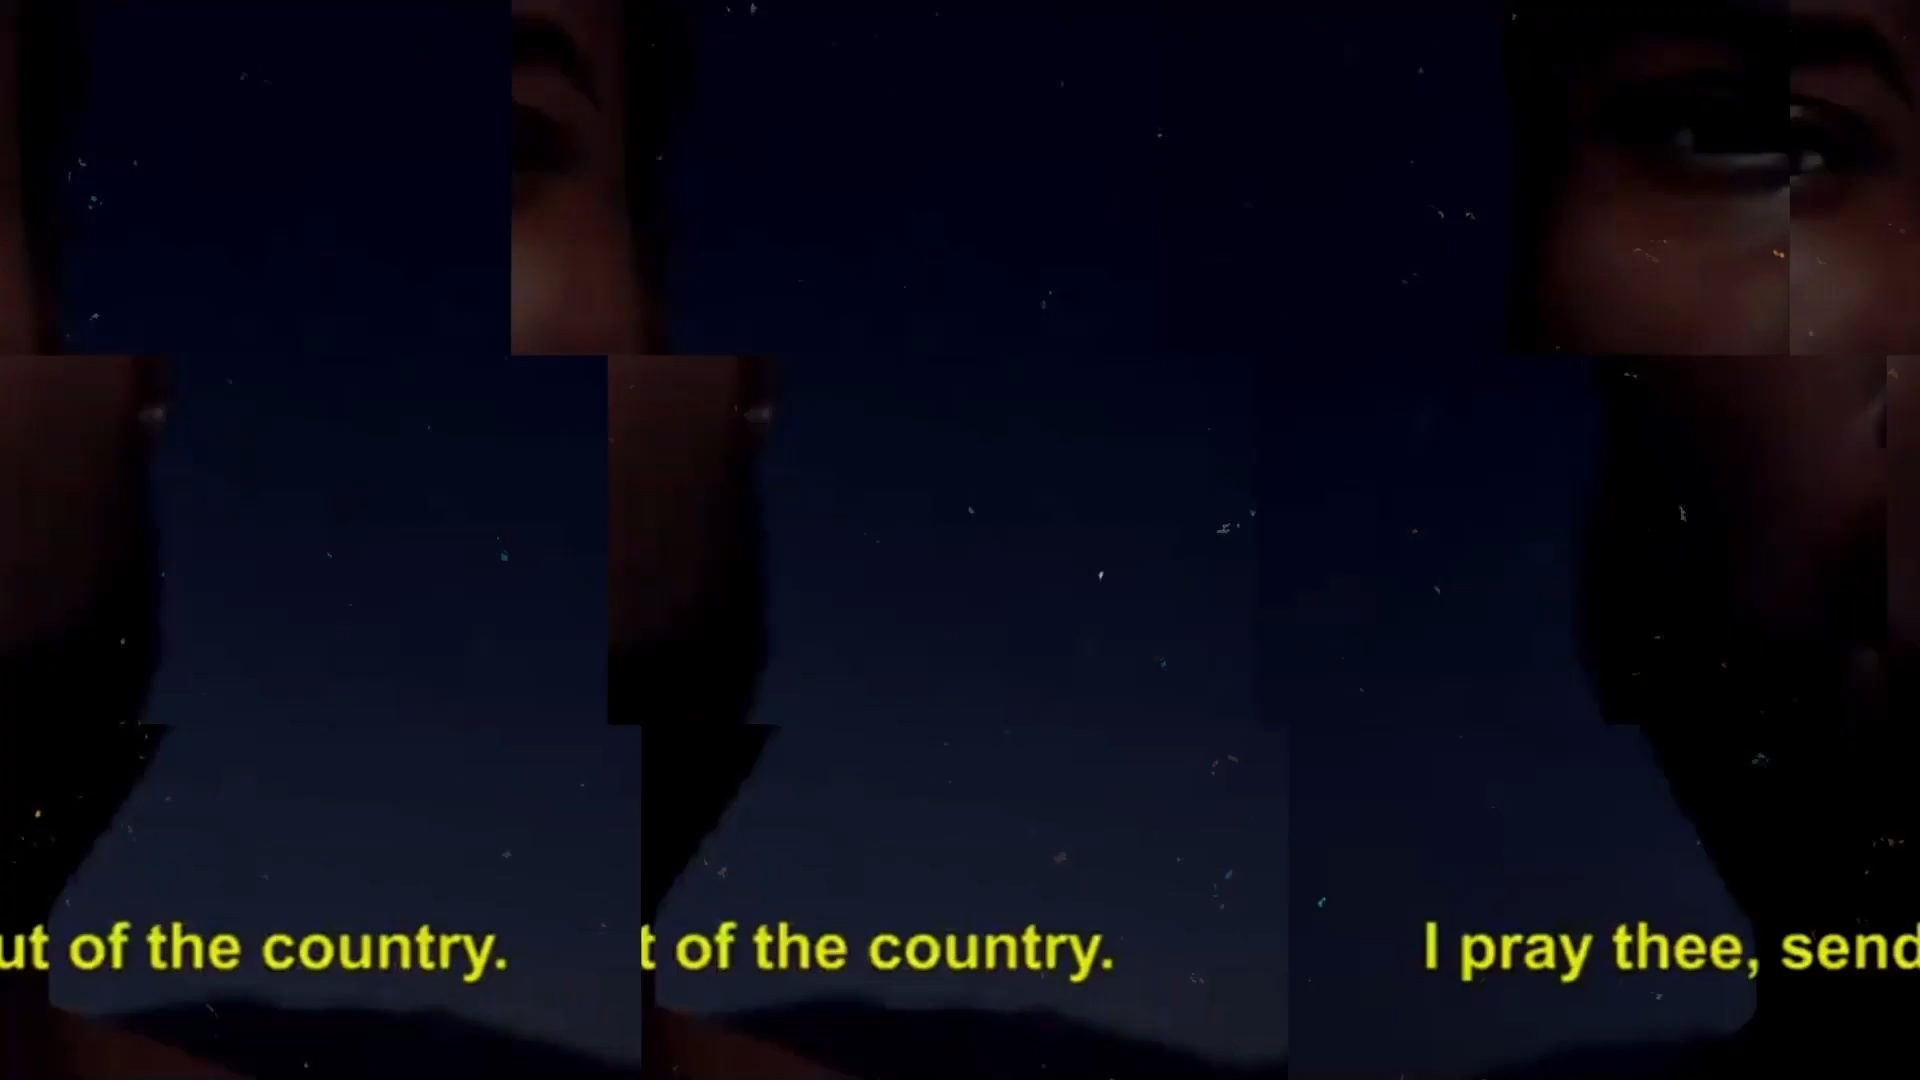 ut of the country. t of the country. I pray thee, send